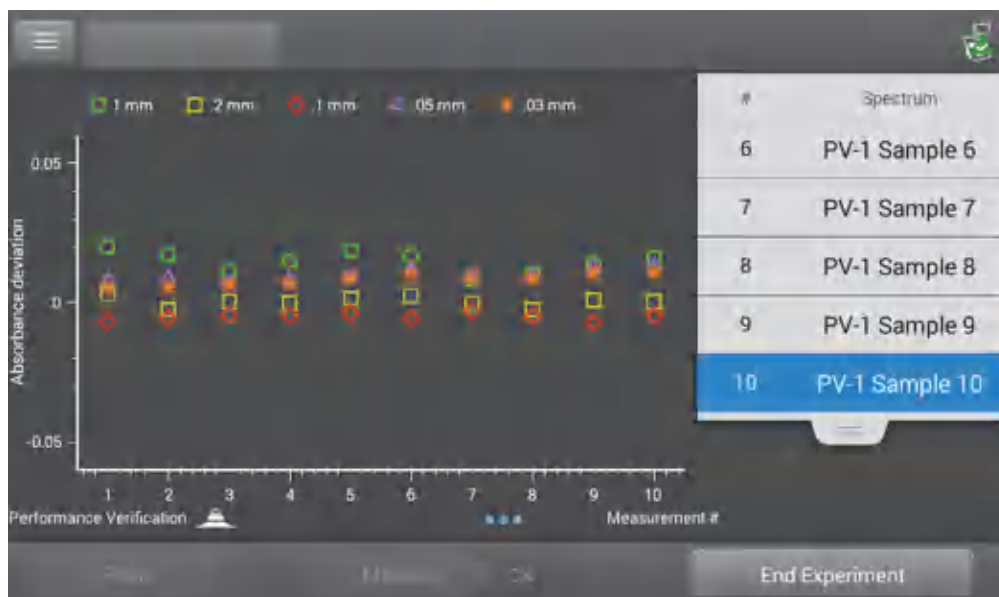 1 mm .2 mm .1 mm .05 mm .03 mm
# Spectrum
6 PV-1 Sample 6
7 PV-1 Sample 7
8 PV-1 Sample 8
9 PV-1 Sample 9
10 PV-1 Sample 10
Absorbance deviation
0.05
0
-0.05
1 2 3 4 5 6 7 8 9 10
Performance Verification
Measurement #
End Experiment